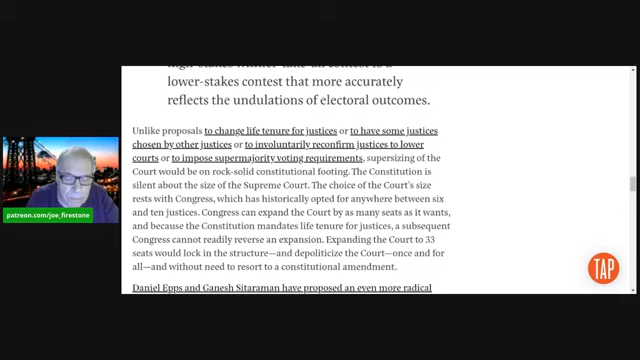 high-stakes winner-take-all contest to a
lower-stakes contest that more accurately
reflects the undulations of electoral outcomes.
Unlike proposals to change life tenure for justices or to have some justices
chosen by other justices or to involuntarily reconfirm justices to lower
courts or to impose supermajority voting requirements, supersizing of the
Court would be on rock-solid constitutional footing. The Constitution is
silent about the size of the Supreme Court. The choice of the Court's size
rests with Congress, which has historically opted for anywhere between six
and ten justices. Congress can expand the Court by as many seats as it wants,
and because the Constitution mandates life tenure for justices, a subsequent
Congress cannot readily reverse an expansion. Expanding the Court to 33
seats would lock in the structure—and depoliticize the Court—once and for
all—and without need to resort to a constitutional amendment.
Daniel Epps and Ganesh Sitaraman have proposed an even more radical
patreon.com/joe_firestone
TAP